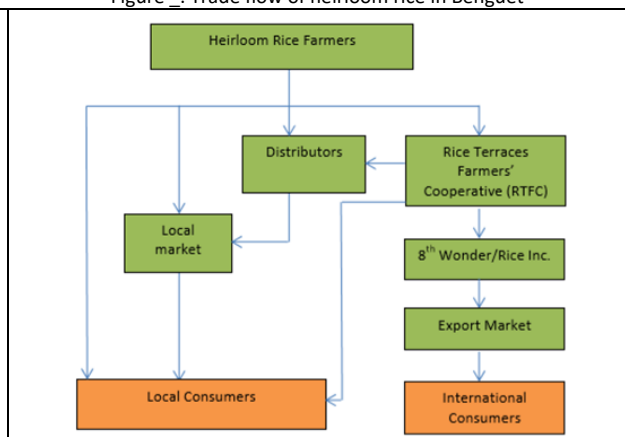 Figure _. Trade flow of heirloom rice in Benguet
Heirloom Rice Farmers
Distributors
Rice Terraces
Farmers'
Cooperative (RTFC)
Local
market
8th Wonder/Rice Inc.
Export Market
Local Consumers
International
Consumers